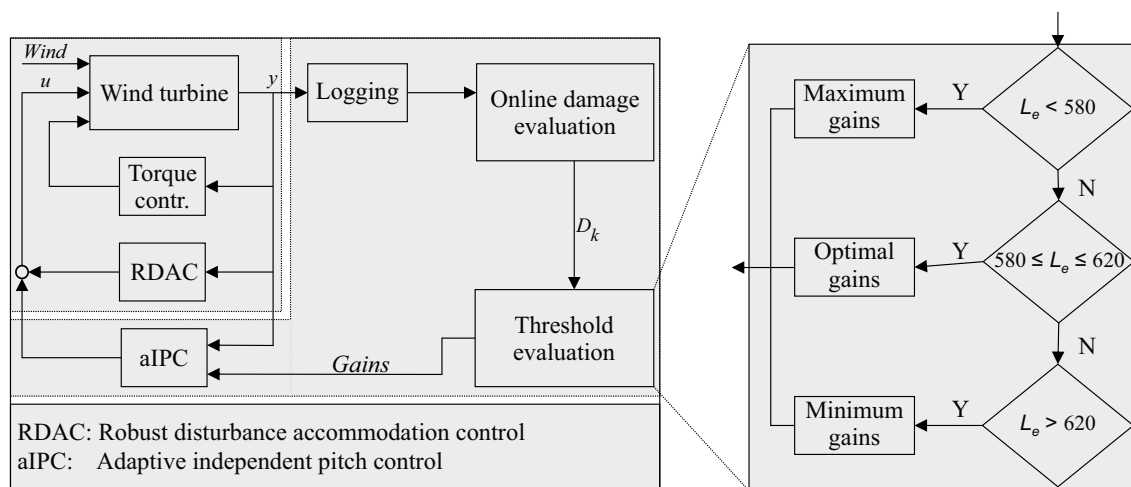 Wind
u
Wind turbine
y
Logging
Online damage
evaluation
Torque
contr.
D_k
RDAC
Threshold
evaluation
aIPC
Gains
RDAC: Robust disturbance accommodation control
aIPC: Adaptive independent pitch control
Maximum
gains
Y
L_e < 580
N
Optimal
gains
Y
580 ≤ L_e ≤ 620
N
Minimum
gains
Y
L_e > 620